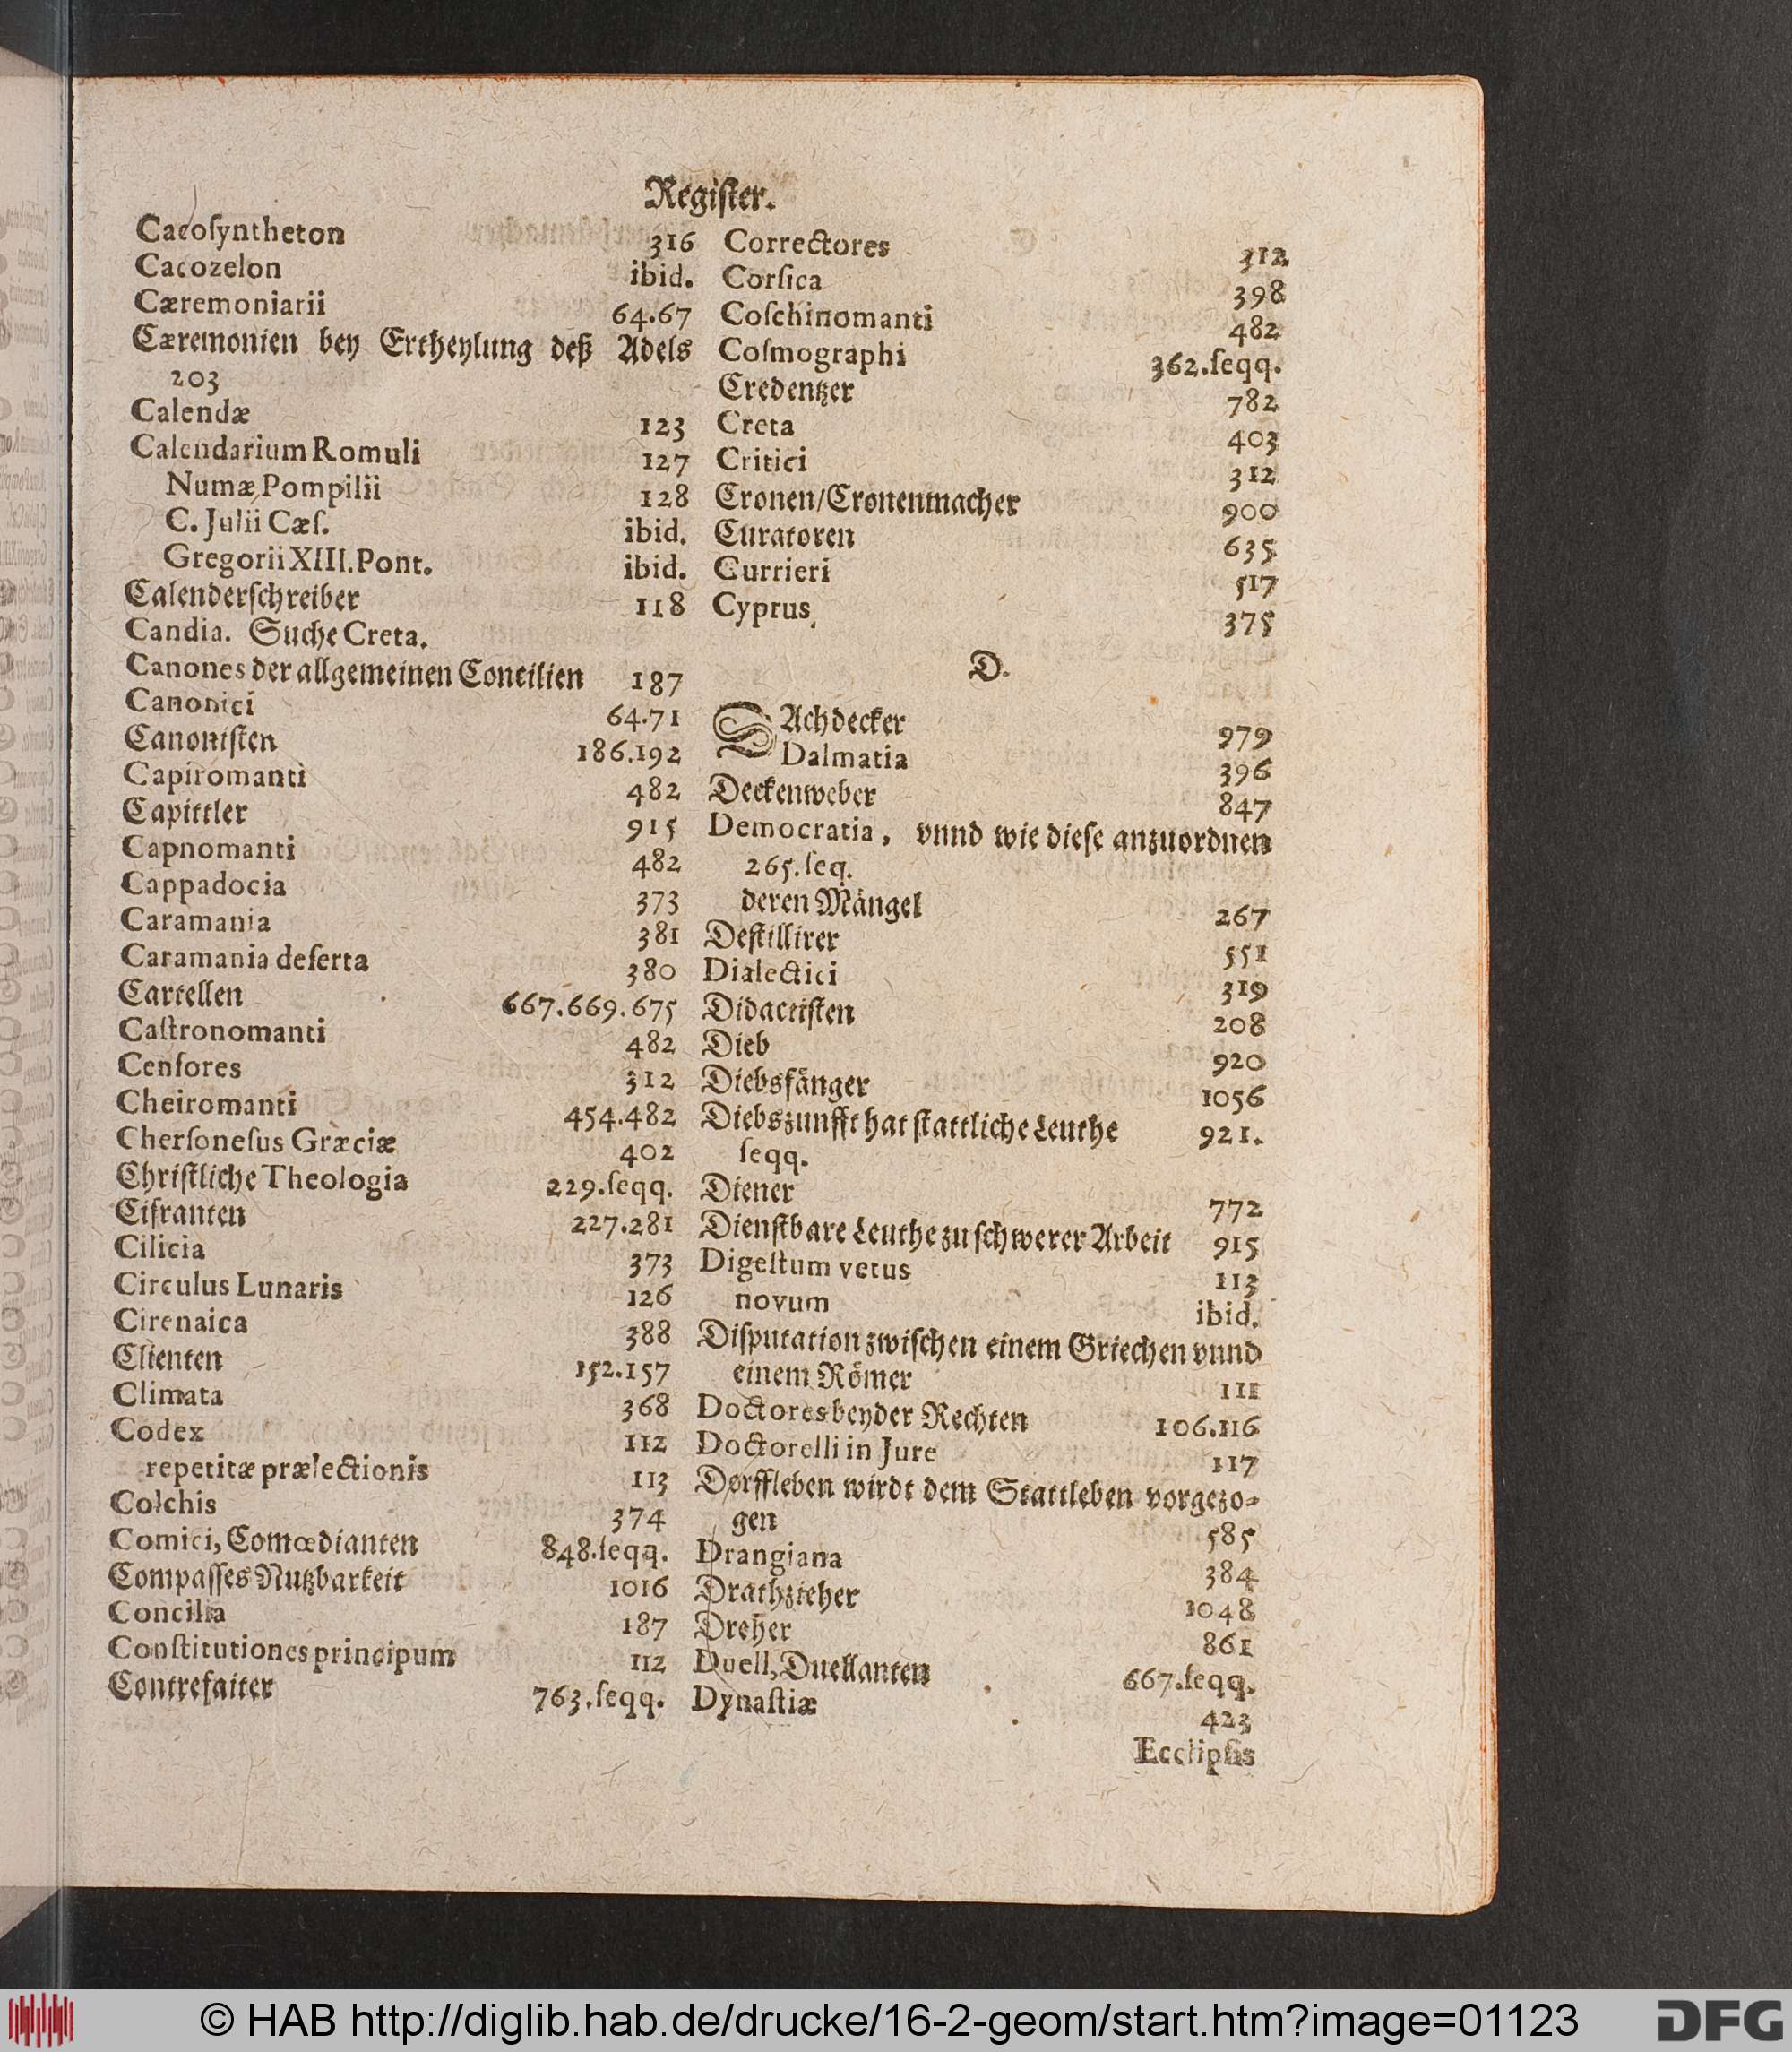 Register.
Cacoſyntheton 316
Cacozelon ibid.
Cæremoniarii 64.67
Cæremonien bey Ertheylung deß Adels
203
Calendæ 123
Calendarium Romuli 127
Numæ Pompilii 128
C. Julii Cæſ. ibid.
Gregorii XIII. Pont. ibid.
Calenderſchreiber 118
Candia. Suche Creta.
Canones der allgemeinen Concilien 187
Canonici 64.71
Canoniſten 186.192
Capiromanti 482
Capittler 915
Capnomanti 482
Cappadocia 373
Caramania 381
Caramania deſerta 380
Cartellen 667.669.675
Caſtronomanti 482
Cenſores 312
Cheiromanti 454.482
Cherſoneſus Græciæ 402
Chriſtliche Theologia 229.ſeqq.
Cifranten 227.281
Cilicia 373
Circulus Lunaris 126
Cirenaica 388
Clienten 152.157
Climata 368
Codex 112
repetitæ prælectionis 113
Colchis 374
Comici, Comœdianten 848.ſeqq.
Compaſſes Nutzbarkeit 1016
Concilia 187
Conſtitutiones principum 112
Contrefaiter 763.ſeqq.
Correctores 312
Corſica 398
Coſchinomanti 482
Coſmographi 362.ſeqq.
Credentzer 782
Creta 403
Critici 312
Cronen/Cronenmacher 900
Curatoren 635
Currieri 517
Cyprus 375
D.
DAchdecker 979
Dalmatia 396
Deckenweber 847
Democratia, vnnd wie dieſe anzuordnen
265.ſeq.
deren Mängel 267
Deſtillirer 551
Dialectici 319
Didactiſten 208
Dieb 920
Diebsfänger 1056
Diebszunfft hat ſtattliche Leuthe 921.
ſeqq.
Diener 772
Dienſtbare Leuthe zu ſchwerer Arbeit 915
Digeſtum vetus 113
novum ibid.
Diſputation zwiſchen einem Griechen vnnd
einem Römer 111
Doctores beyder Rechten 106.116
Doctorelli in Jure 117
Dorffleben wirdt dem Stattleben vorgezo-
gen 585
Drangiana 384
Drathzieher 1048
Dreher 861
Duell, Duellanten 667.ſeqq.
Dynaſtiæ 423
Ecclipſis
© HAB http://diglib.hab.de/drucke/16-2-geom/start.htm?image=01123
DFG